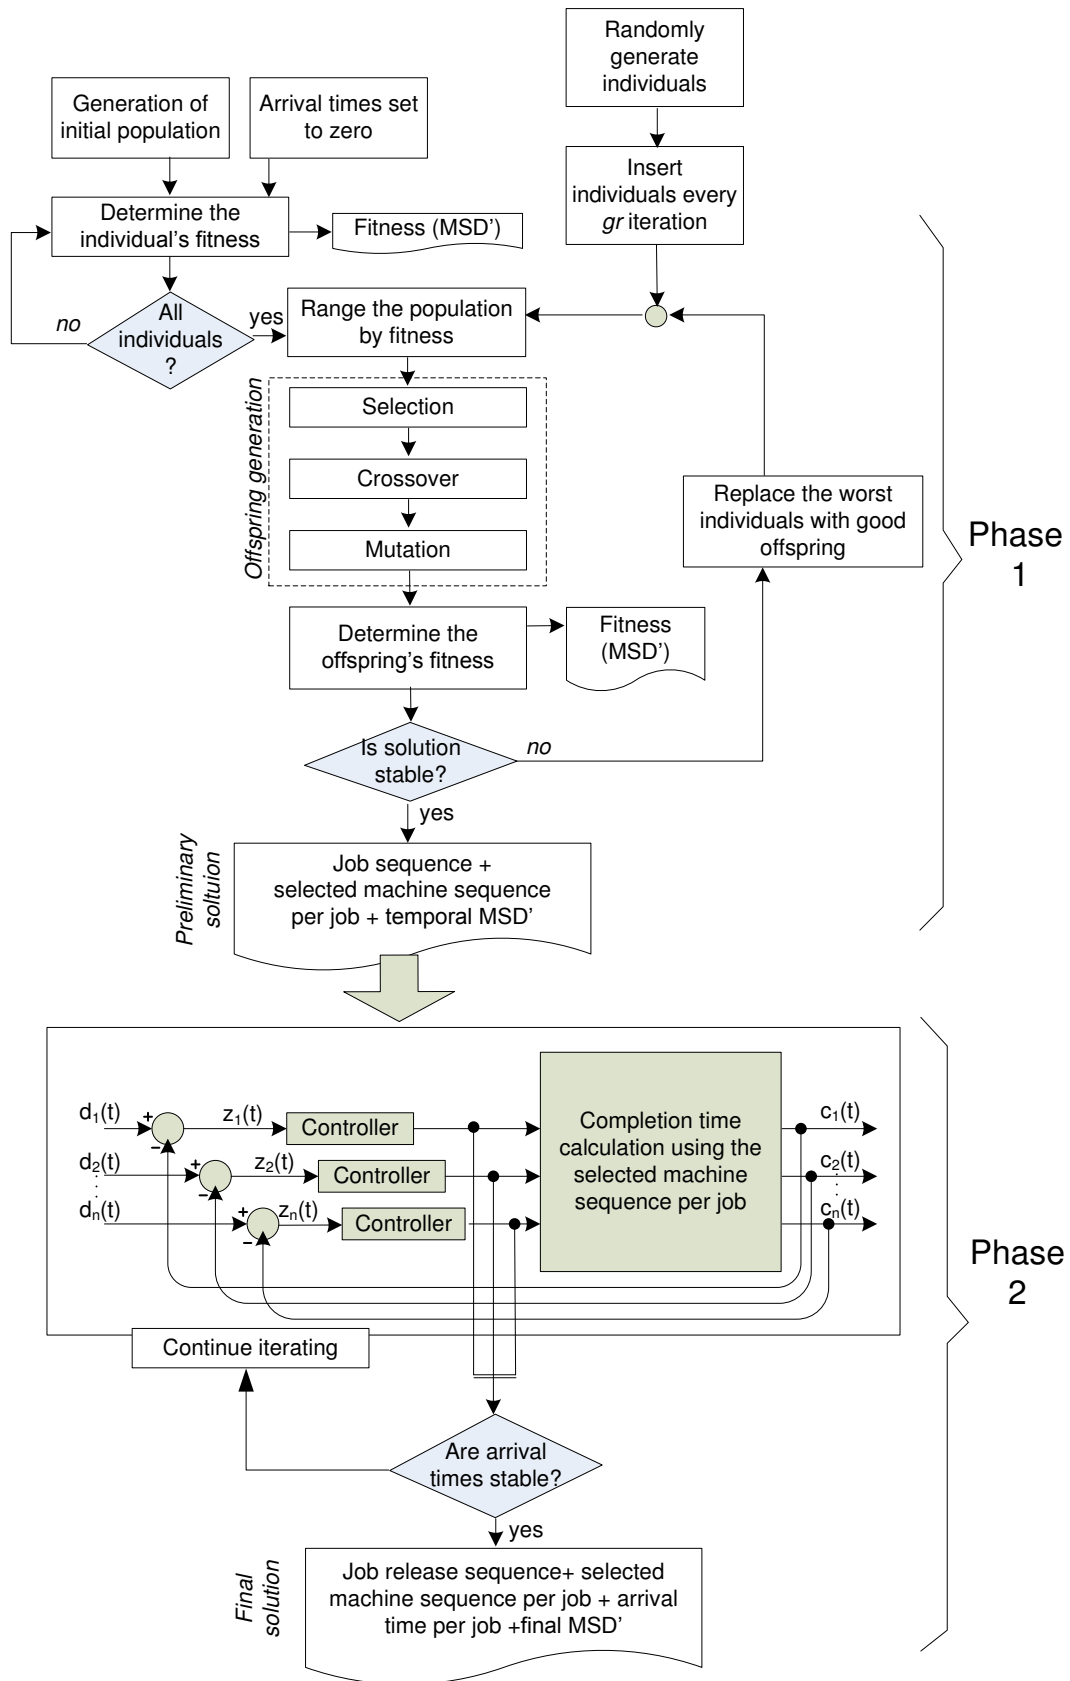 Randomly
generate
individuals
Generation of
initial population
Arrival times set
to zero
Insert
individuals every
gr iteration
Determine the
individual's fitness
Fitness (MSD')
All
individuals
?
no
yes
Range the population
by fitness
Offspring generation
Selection
Crossover
Mutation
Replace the worst
individuals with good
offspring
Phase
1
Determine the
offspring's fitness
Fitness
(MSD')
Is solution
stable?
no
yes
Preliminary
soltuion
Job sequence +
selected machine sequence
per job + temporal MSD'
d1(t)
+
−
z1(t)
Controller
c1(t)
d2(t)
+
−
z2(t)
Controller
c2(t)
dn(t)
+
−
zn(t)
Controller
cn(t)
Completion time
calculation using the
selected machine
sequence per job
Phase
2
Continue iterating
Are arrival
times stable?
yes
Final
solution
Job release sequence+ selected
machine sequence per job + arrival
time per job +final MSD'